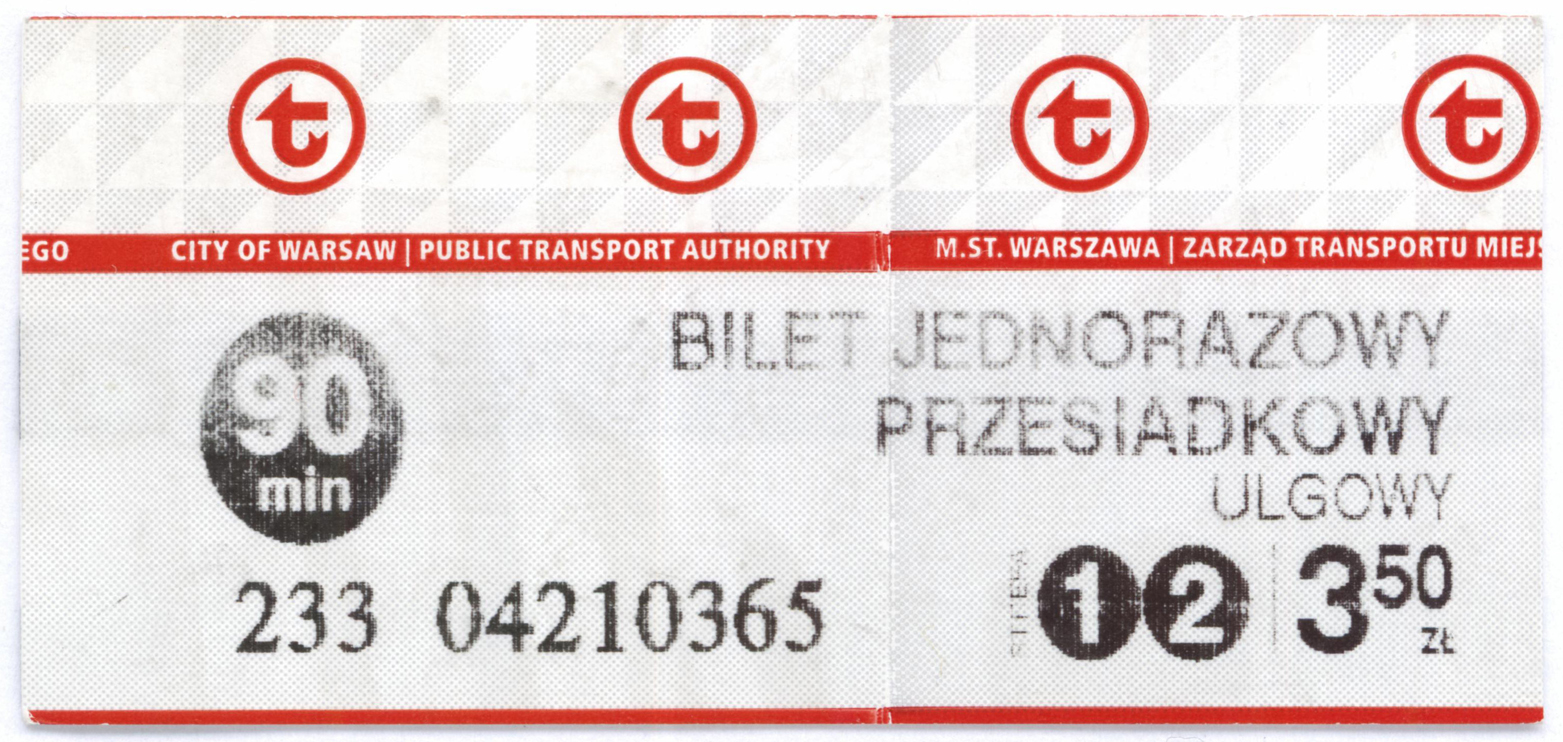 EGO CITY OF WARSAW | PUBLIC TRANSPORT AUTHORITY M.ST. WARSZAWA | ZARZĄD TRANSPORTU MIEJS
90
min
BILET JEDNORAZOWY
PRZESIADKOWY
ULGOWY
STREFA 1 2 3 50 ZŁ
233 04210365